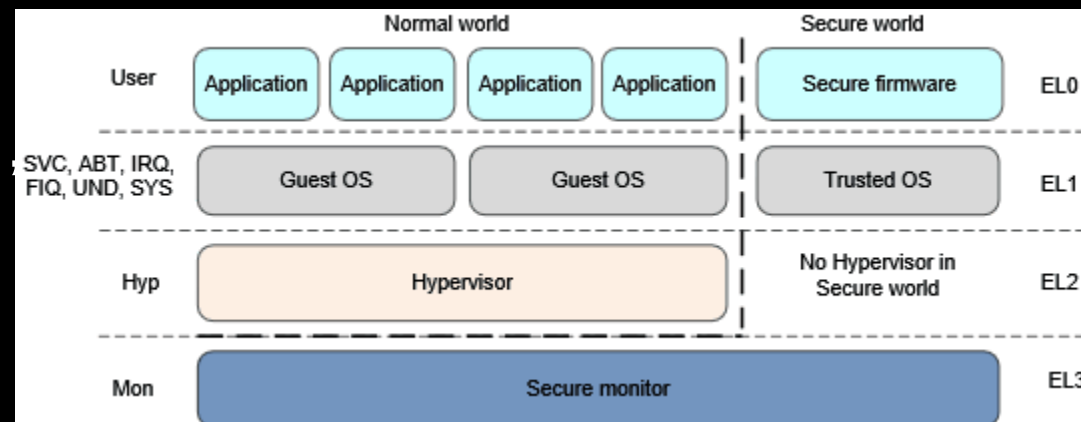 Normal world Secure world
User Application Application Application Application Secure firmware EL0
SVC, ABT, IRQ,
FIQ, UND, SYS
Guest OS Guest OS Trusted OS EL1
Hyp Hypervisor
No Hypervisor in
Secure world
EL2
Mon Secure monitor EL3